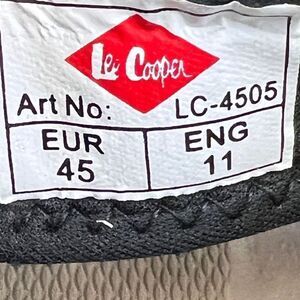 Lee Cooper
Art No: LC-4505
EUR ENG
45 11